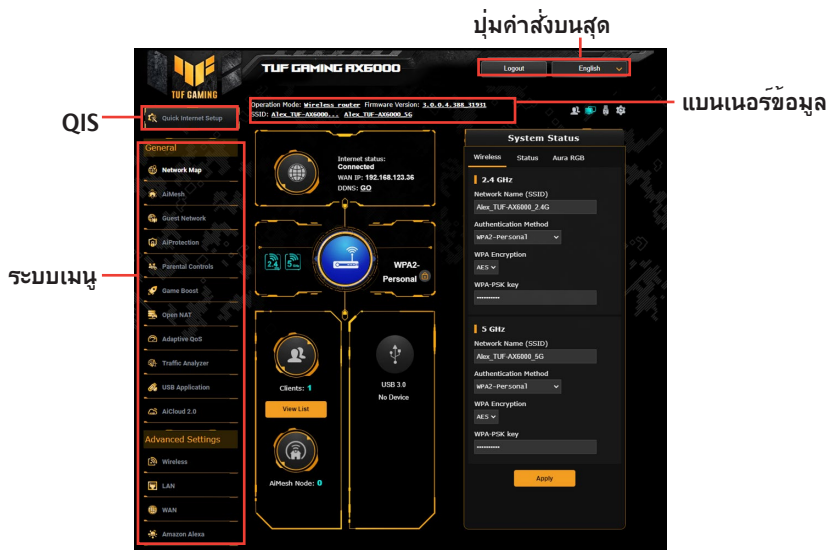 ปุ่มคำสั่งบนสุด
TUF GAMING
TUF GAMING AX6000
Logout
English
QIS
Quick Internet Setup
Operation Mode: Wireless router Firmware Version: 3.0.0.4.388_31931
SSID: Alex_TUF-AX6000... Alex_TUF-AX6000_5G
แบนเนอร์ข้อมูล
ระบบเมนู
General
Network Map
AiMesh
Guest Network
AiProtection
Parental Controls
Game Boost
Open NAT
Adaptive QoS
Traffic Analyzer
USB Application
AiCloud 2.0
Advanced Settings
Wireless
LAN
WAN
Amazon Alexa
Internet status:
Connected
WAN IP: 192.168.123.36
DDNS: GO
2.4 GHz
5 GHz
WPA2-
Personal
Clients: 1
View List
AiMesh Node: 0
USB 3.0
No Device
System Status
Wireless Status Aura RGB
2.4 GHz
Network Name (SSID)
Alex_TUF-AX6000_2.4G
Authentication Method
WPA2-Personal
WPA Encryption
AES
WPA-PSK key
••••••••••
5 GHz
Network Name (SSID)
Alex_TUF-AX6000_5G
Authentication Method
WPA2-Personal
WPA Encryption
AES
WPA-PSK key
••••••••••
Apply